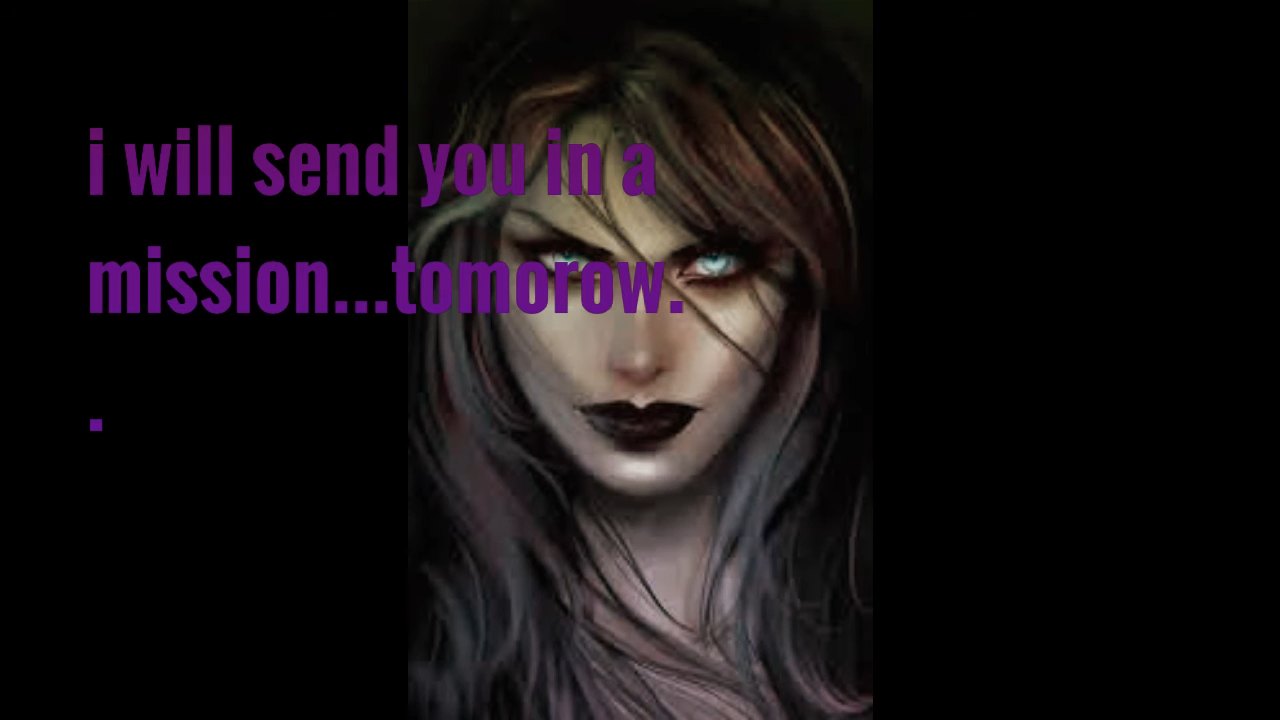 i will send you in a
mission...tomorow.
.